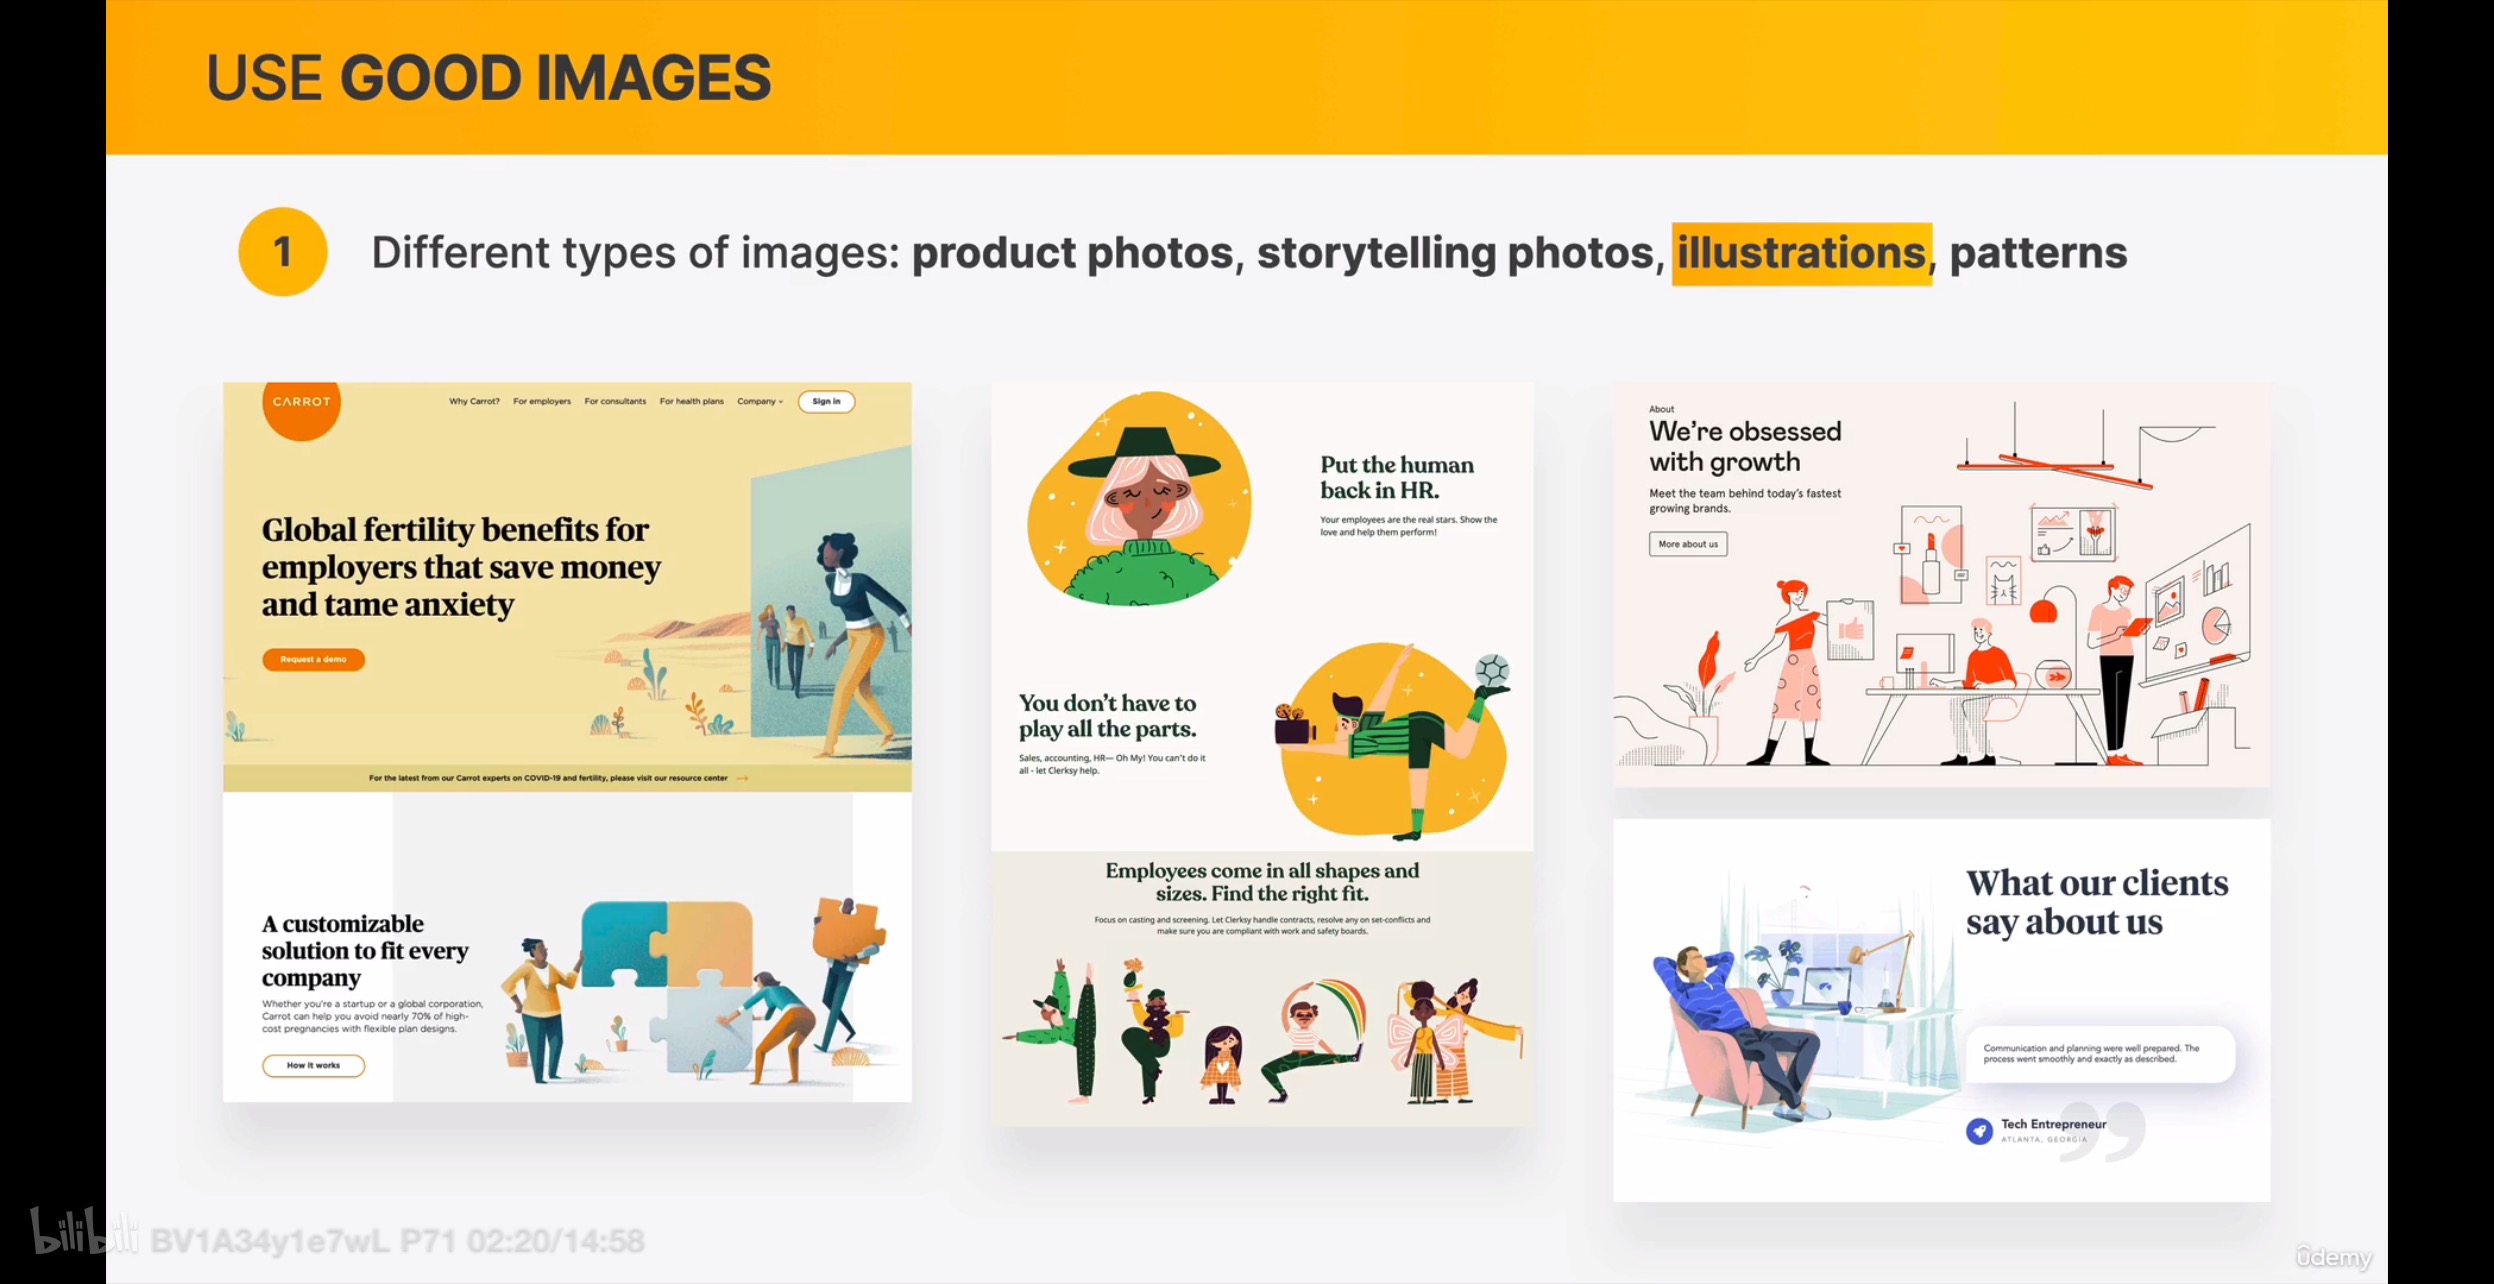 USE GOOD IMAGES
1
Different types of images: product photos, storytelling photos, illustrations, patterns
CARROT
Why Carrot? For employers For consultants For health plans Company Sign in
Global fertility benefits for
employers that save money
and tame anxiety
Request a demo
For the latest from our Carrot experts on COVID-19 and fertility, please visit our resource center →
A customizable
solution to fit every
company
Whether you're a startup or a global corporation,
Carrot can help you avoid nearly 70% of high-
cost pregnancies with flexible plan designs.
How it works
Put the human
back in HR.
Your employees are the real stars. Show the
love and help them perform!
You don't have to
play all the parts.
Sales, accounting, HR— Oh My! You can't do it
all - let Clerksy help.
Employees come in all shapes and
sizes. Find the right fit.
Focus on casting and screening. Let Clerksy handle contracts, resolve any on set-conflicts and
make sure you are compliant with work and safety boards.
About
We're obsessed
with growth
Meet the team behind today's fastest
growing brands.
More about us
What our clients
say about us
Communication and planning were well prepared. The
process went smoothly and exactly as described.
Tech Entrepreneur
ATLANTA, GEORGIA
bilibili BV1A34y1e7wL P71 02:20/14:58
ûdemy